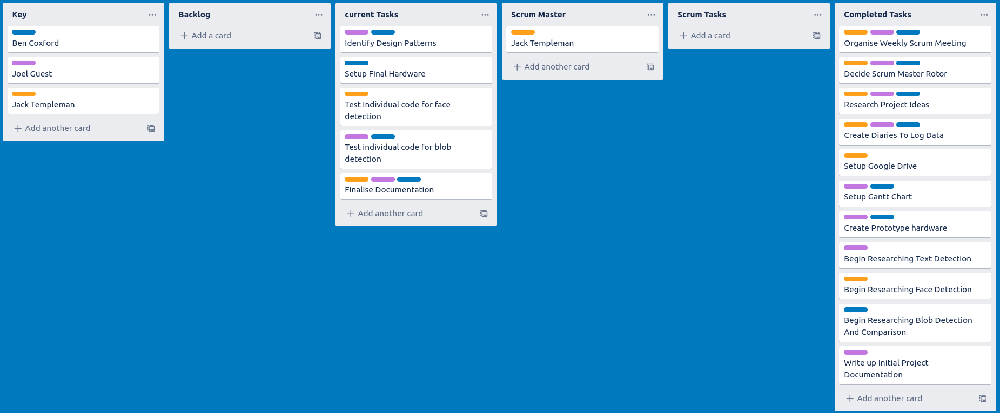 Key
Ben Coxford
Joel Guest
Jack Templeman
Add another card
Backlog
Add a card
current Tasks
Identify Design Patterns
Setup Final Hardware
Test Individual code for face
detection
Test individual code for blob
detection
Finalise Documentation
Add another card
Scrum Master
Jack Templeman
Add another card
Scrum Tasks
Add a card
Completed Tasks
Organise Weekly Scrum Meeting
Decide Scrum Master Rotor
Research Project Ideas
Create Diaries To Log Data
Setup Google Drive
Setup Gantt Chart
Create Prototype hardware
Begin Researching Text Detection
Begin Researching Face Detection
Begin Researching Blob Detection
And Comparison
Write up Initial Project
Documentation
Add another card